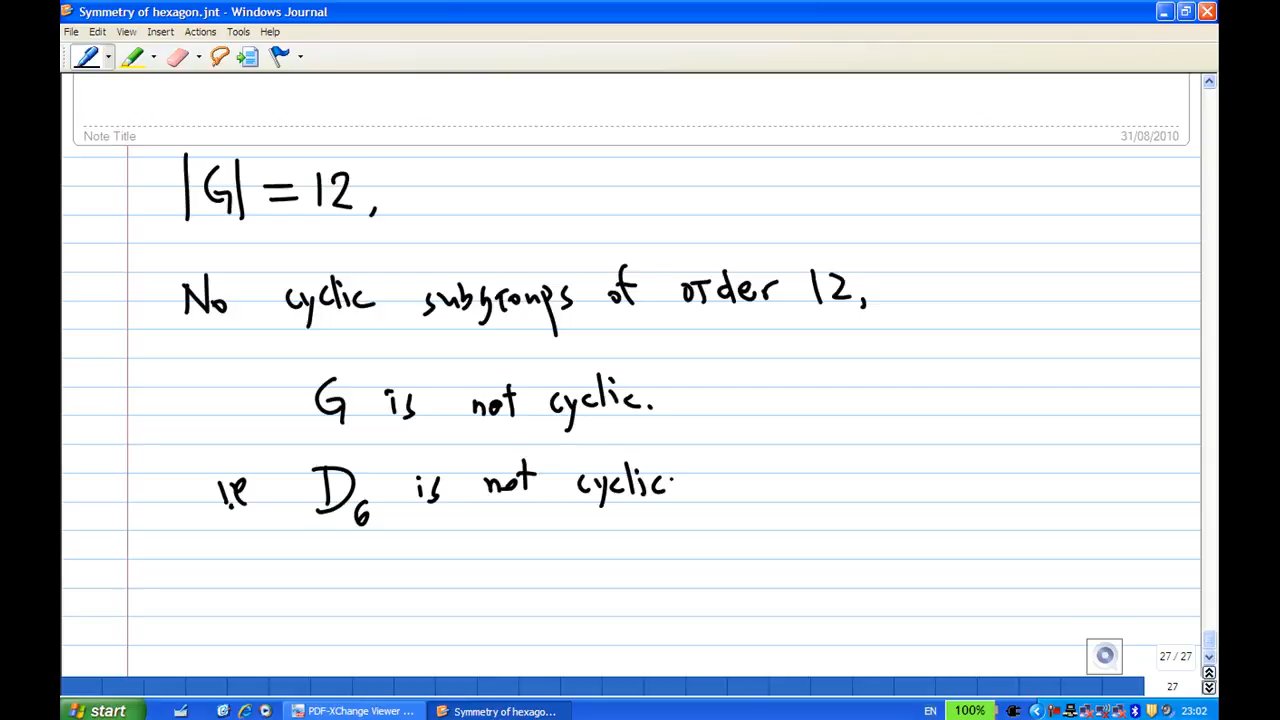 Symmetry of hexagon.jnt - Windows Journal
File Edit View Insert Actions Tools Help
Note Title
31/08/2010
|G| = 12,
No cyclic subgroups of order 12,
G is not cyclic.
i.e D6 is not cyclic.
27 / 27
27
start
PDF-XChange Viewer ...
Symmetry of hexago...
EN
100%
23:02